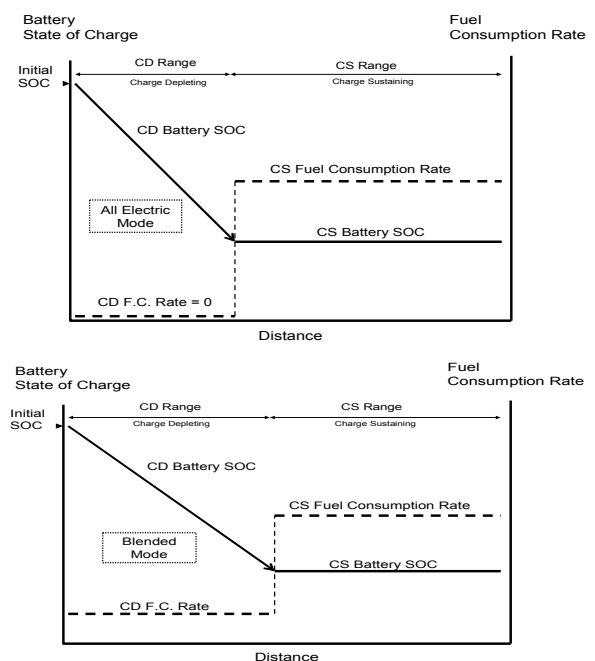 Battery
State of Charge
Fuel
Consumption Rate
Initial
SOC
CD Range
CS Range
Charge Depleting
Charge Sustaining
CD Battery SOC
CS Fuel Consumption Rate
All Electric
Mode
CS Battery SOC
CD F.C. Rate = 0
Distance
Battery
State of Charge
Fuel
Consumption Rate
Initial
SOC
CD Range
CS Range
Charge Depleting
Charge Sustaining
CD Battery SOC
CS Fuel Consumption Rate
Blended
Mode
CS Battery SOC
CD F.C. Rate
Distance